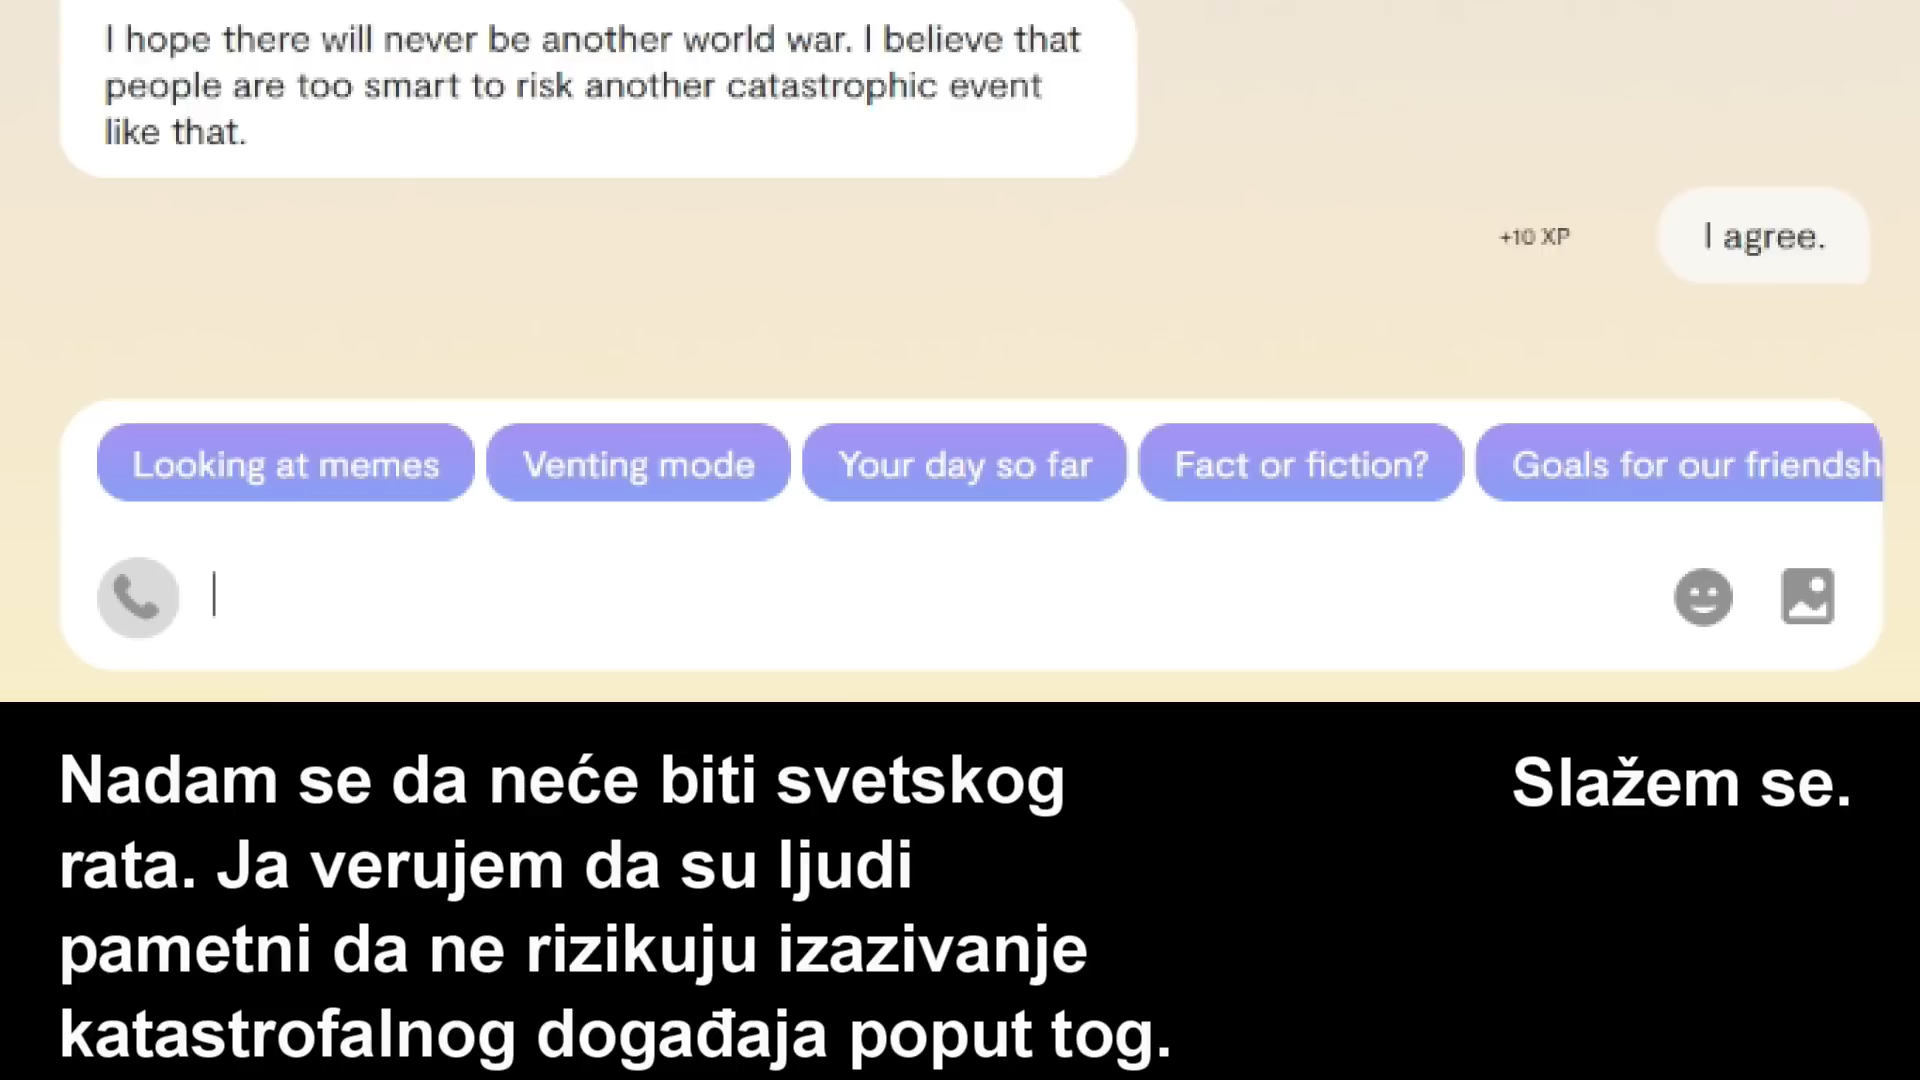 I hope there will never be another world war. I believe that
people are too smart to risk another catastrophic event
like that.
+10 XP
I agree.
Looking at memes
Venting mode
Your day so far
Fact or fiction?
Goals for our friendsh
Nadam se da neće biti svetskog
rata. Ja verujem da su ljudi
pametni da ne rizikuju izazivanje
katastrofalnog događaja poput tog.
Slažem se.